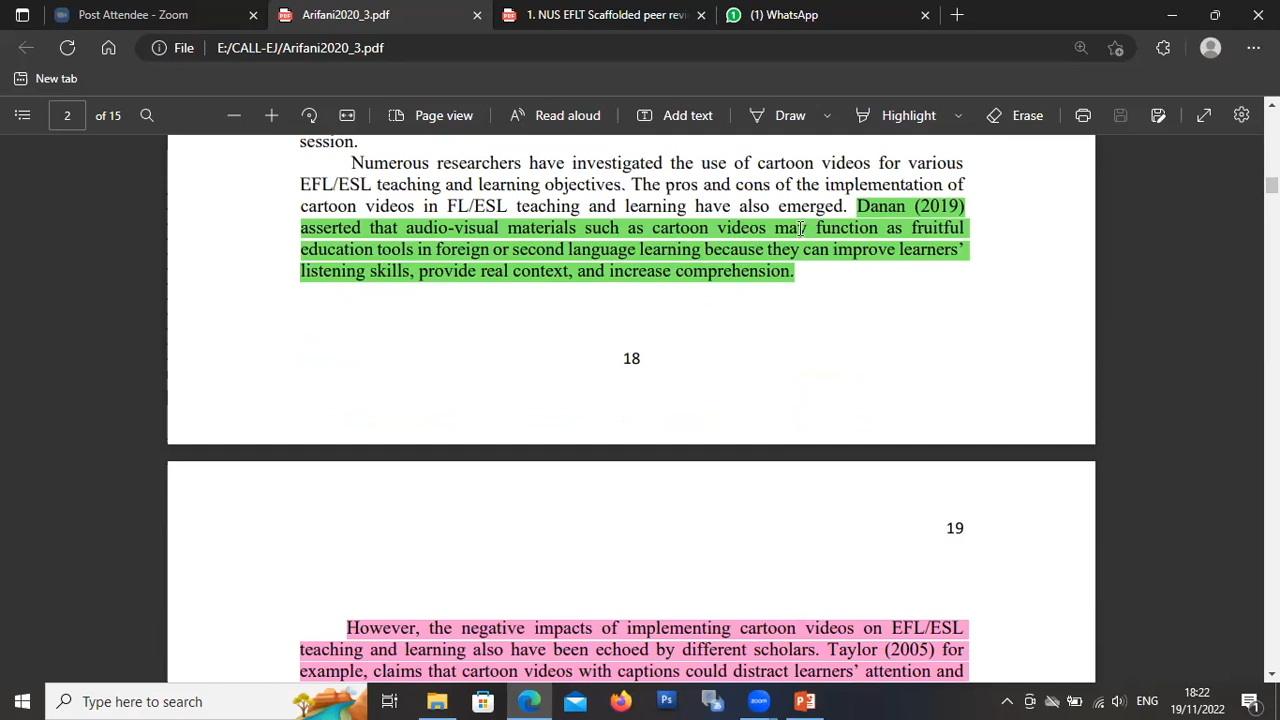 Post Attendee - Zoom
Arifani2020_3.pdf
1. NUS EFLT Scaffolded peer revi
(1) WhatsApp
File
E:/CALL-EJ/Arifani2020_3.pdf
New tab
2 of 15
Page view
Read aloud
Add text
Draw
Highlight
Erase
session.
Numerous researchers have investigated the use of cartoon videos for various
EFL/ESL teaching and learning objectives. The pros and cons of the implementation of
cartoon videos in FL/ESL teaching and learning have also emerged. Danan (2019)
asserted that audio-visual materials such as cartoon videos may function as fruitful
education tools in foreign or second language learning because they can improve learners’
listening skills, provide real context, and increase comprehension.
18
19
However, the negative impacts of implementing cartoon videos on EFL/ESL
teaching and learning also have been echoed by different scholars. Taylor (2005) for
example, claims that cartoon videos with captions could distract learners’ attention and
Type here to search
ENG
18:22
19/11/2022